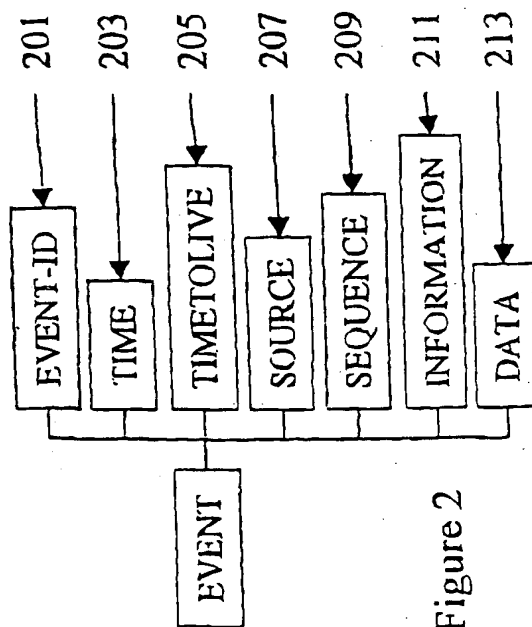 EVENT
EVENT-ID 201
TIME 203
TIMETOLIVE 205
SOURCE 207
SEQUENCE 209
INFORMATION 211
DATA 213
Figure 2